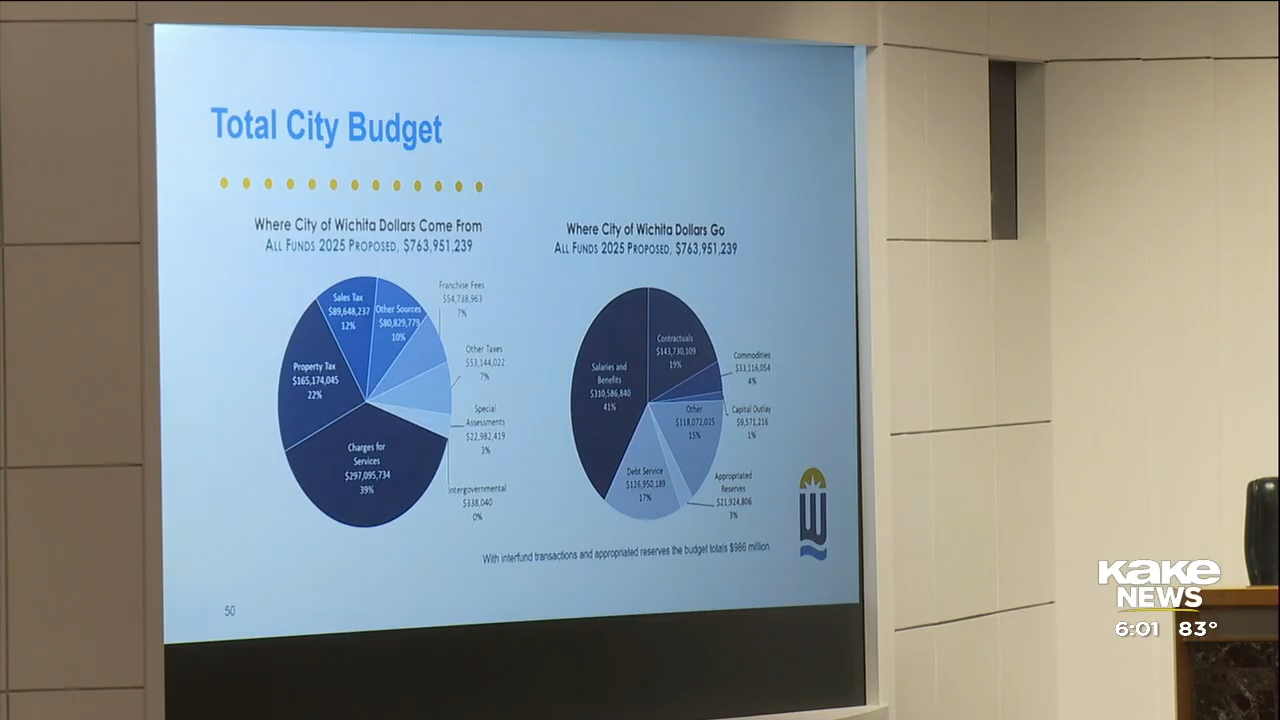 Total City Budget
Where City of Wichita Dollars Come From
ALL FUNDS 2025 PROPOSED, $763,951,239
Franchise Fees
$54,738,963
7%
Sales Tax
$89,648,237
12%
Other Sources
$80,829,779
10%
Other Taxes
$53,144,022
7%
Property Tax
$165,174,045
22%
Special
Assessments
$22,982,419
3%
Charges for
Services
$297,095,734
39%
Intergovernmental
$338,040
0%
Where City of Wichita Dollars Go
ALL FUNDS 2025 PROPOSED, $763,951,239
Contractuals
$143,730,109
19%
Commodities
$33,116,054
4%
Salaries and
Benefits
$310,586,840
41%
Capital Outlay
$9,571,216
1%
Other
$118,072,025
15%
Debt Service
$126,950,189
17%
Appropriated
Reserves
$21,924,806
3%
With interfund transactions and appropriated reserves the budget totals $986 million.
50
W
KAKE
NEWS
6:01 83°